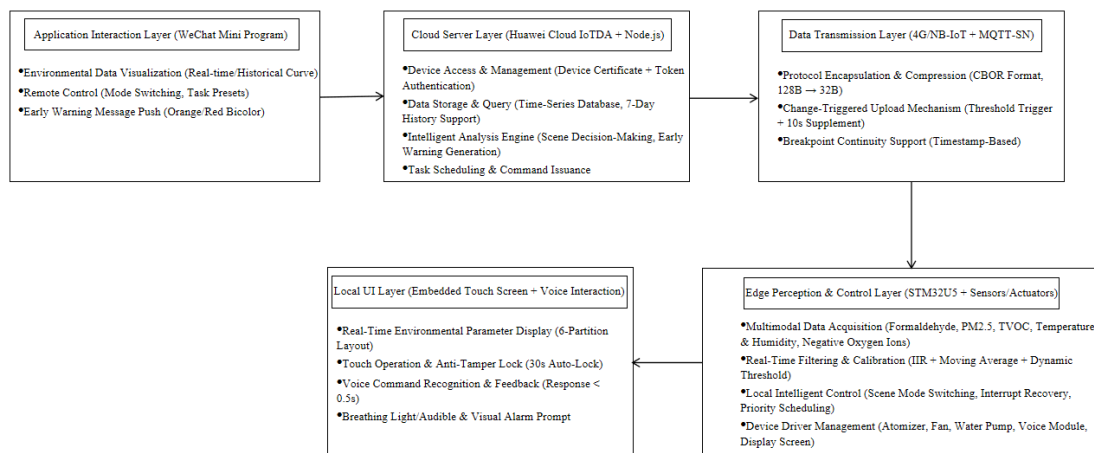 Application Interaction Layer (WeChat Mini Program)
●Environmental Data Visualization (Real-time/Historical Curve)
●Remote Control (Mode Switching, Task Presets)
●Early Warning Message Push (Orange/Red Bicolor)
Cloud Server Layer (Huawei Cloud IoTDA + Node.js)
●Device Access & Management (Device Certificate + Token
Authentication)
●Data Storage & Query (Time-Series Database, 7-Day
History Support)
●Intelligent Analysis Engine (Scene Decision-Making, Early
Warning Generation)
●Task Scheduling & Command Issuance
Data Transmission Layer (4G/NB-IoT + MQTT-SN)
●Protocol Encapsulation & Compression (CBOR Format,
128B → 32B)
●Change-Triggered Upload Mechanism (Threshold Trigger
+ 10s Supplement)
●Breakpoint Continuity Support (Timestamp-Based)
Local UI Layer (Embedded Touch Screen + Voice Interaction)
●Real-Time Environmental Parameter Display (6-Partition
Layout)
●Touch Operation & Anti-Tamper Lock (30s Auto-Lock)
●Voice Command Recognition & Feedback (Response <
0.5s)
●Breathing Light/Audible & Visual Alarm Prompt
Edge Perception & Control Layer (STM32U5 + Sensors/Actuators)
●Multimodal Data Acquisition (Formaldehyde, PM2.5, TVOC, Temperature
& Humidity, Negative Oxygen Ions)
●Real-Time Filtering & Calibration (IIR + Moving Average + Dynamic
Threshold)
●Local Intelligent Control (Scene Mode Switching, Interrupt Recovery,
Priority Scheduling)
●Device Driver Management (Atomizer, Fan, Water Pump, Voice Module,
Display Screen)